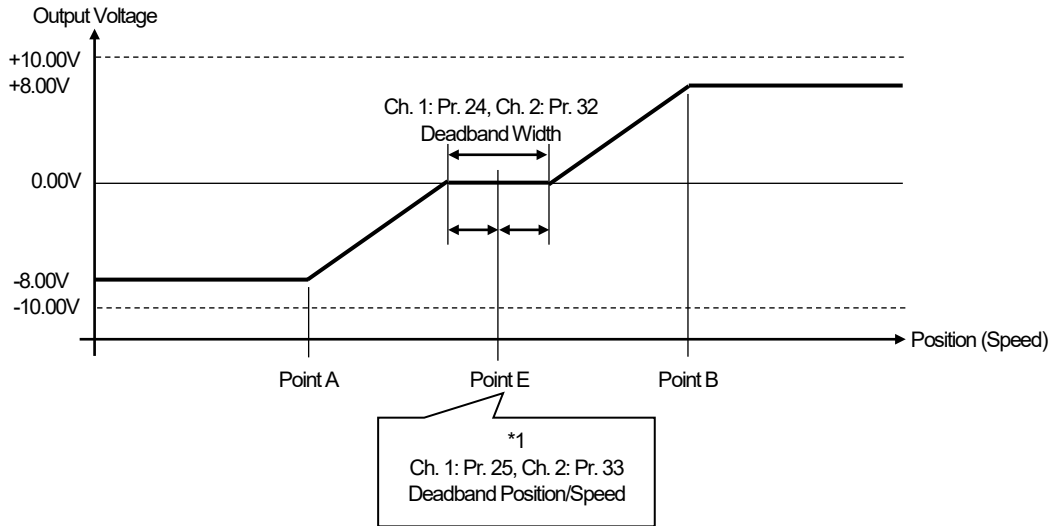 Output Voltage
+10.00V
+8.00V
Ch. 1: Pr. 24, Ch. 2: Pr. 32
Deadband Width
0.00V
-8.00V
-10.00V
Position (Speed)
Point A
Point E
Point B
*1
Ch. 1: Pr. 25, Ch. 2: Pr. 33
Deadband Position/Speed